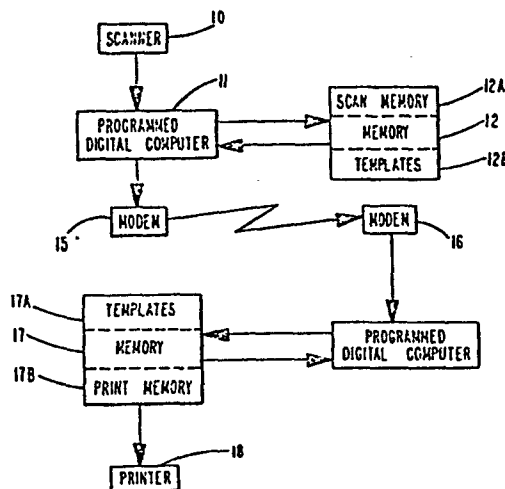 10
SCANNER
11
12A
PROGRAMMED
DIGITAL COMPUTER
SCAN MEMORY
MEMORY
12
TEMPLATES
12B
15
MODEM
MODEM
16
17A
TEMPLATES
17
MEMORY
PROGRAMMED
DIGITAL COMPUTER
17B
PRINT MEMORY
18
PRINTER